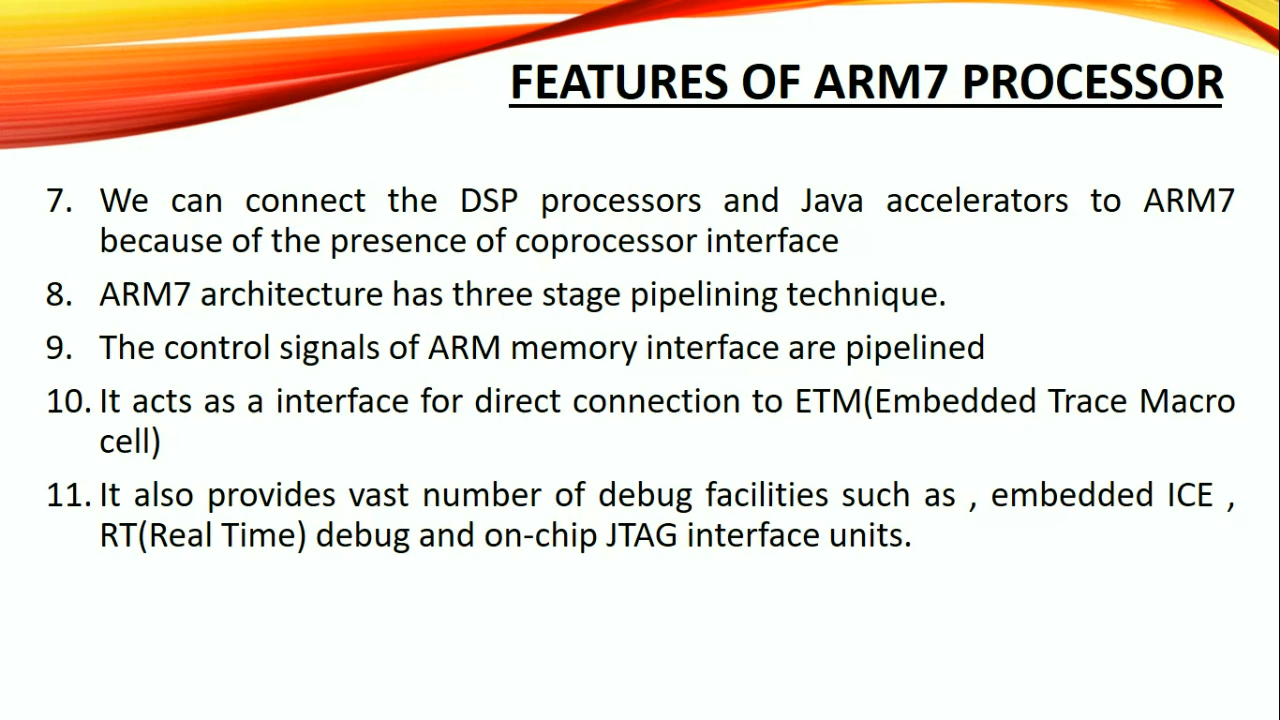 FEATURES OF ARM7 PROCESSOR
7. We can connect the DSP processors and Java accelerators to ARM7
because of the presence of coprocessor interface
8. ARM7 architecture has three stage pipelining technique.
9. The control signals of ARM memory interface are pipelined
10. It acts as a interface for direct connection to ETM(Embedded Trace Macro
cell)
11. It also provides vast number of debug facilities such as , embedded ICE ,
RT(Real Time) debug and on-chip JTAG interface units.